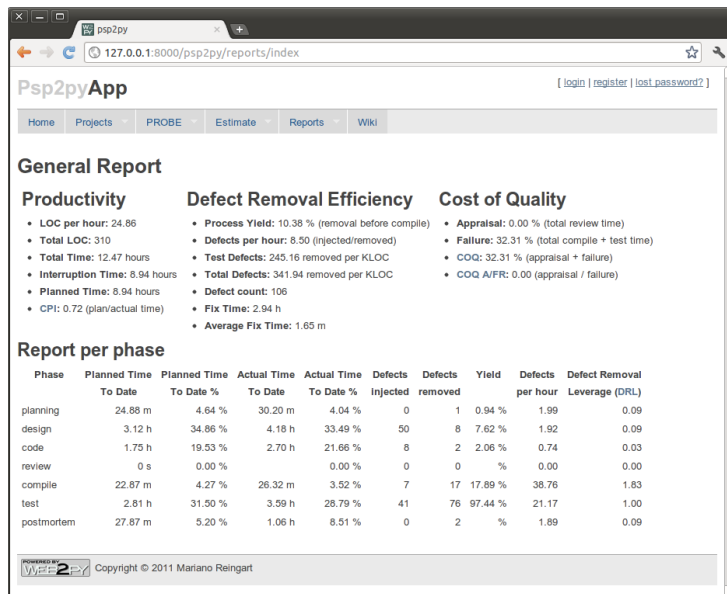 psp2py
127.0.0.1:8000/psp2py/reports/index
Psp2pyApp
[ login | register | lost password? ]
Home Projects PROBE Estimate Reports Wiki
General Report
Productivity
LOC per hour: 24.86
Total LOC: 310
Total Time: 12.47 hours
Interruption Time: 8.94 hours
Planned Time: 8.94 hours
CPI: 0.72 (plan/actual time)
Defect Removal Efficiency
Process Yield: 10.38 % (removal before compile)
Defects per hour: 8.50 (injected/removed)
Test Defects: 245.16 removed per KLOC
Total Defects: 341.94 removed per KLOC
Defect count: 106
Fix Time: 2.94 h
Average Fix Time: 1.65 m
Cost of Quality
Appraisal: 0.00 % (total review time)
Failure: 32.31 % (total compile + test time)
COQ: 32.31 % (appraisal + failure)
COQ A/FR: 0.00 (appraisal / failure)
Report per phase
Phase Planned Time Planned Time Actual Time Actual Time Defects Defects Yield Defects Defect Removal
To Date To Date % To Date To Date % injected removed per hour Leverage (DRL)
planning 24.88 m 4.64 % 30.20 m 4.04 % 0 1 0.94 % 1.99 0.09
design 3.12 h 34.86 % 4.18 h 33.49 % 50 8 7.62 % 1.92 0.09
code 1.75 h 19.53 % 2.70 h 21.66 % 8 2 2.06 % 0.74 0.03
review 0 s 0.00 % 0.00 % 0 0 % 0.00 0.00
compile 22.87 m 4.27 % 26.32 m 3.52 % 7 17 17.89 % 38.76 1.83
test 2.81 h 31.50 % 3.59 h 28.79 % 41 76 97.44 % 21.17 1.00
postmortem 27.87 m 5.20 % 1.06 h 8.51 % 0 2 % 1.89 0.09
POWERED BY
WEB2PY Copyright © 2011 Mariano Reingart